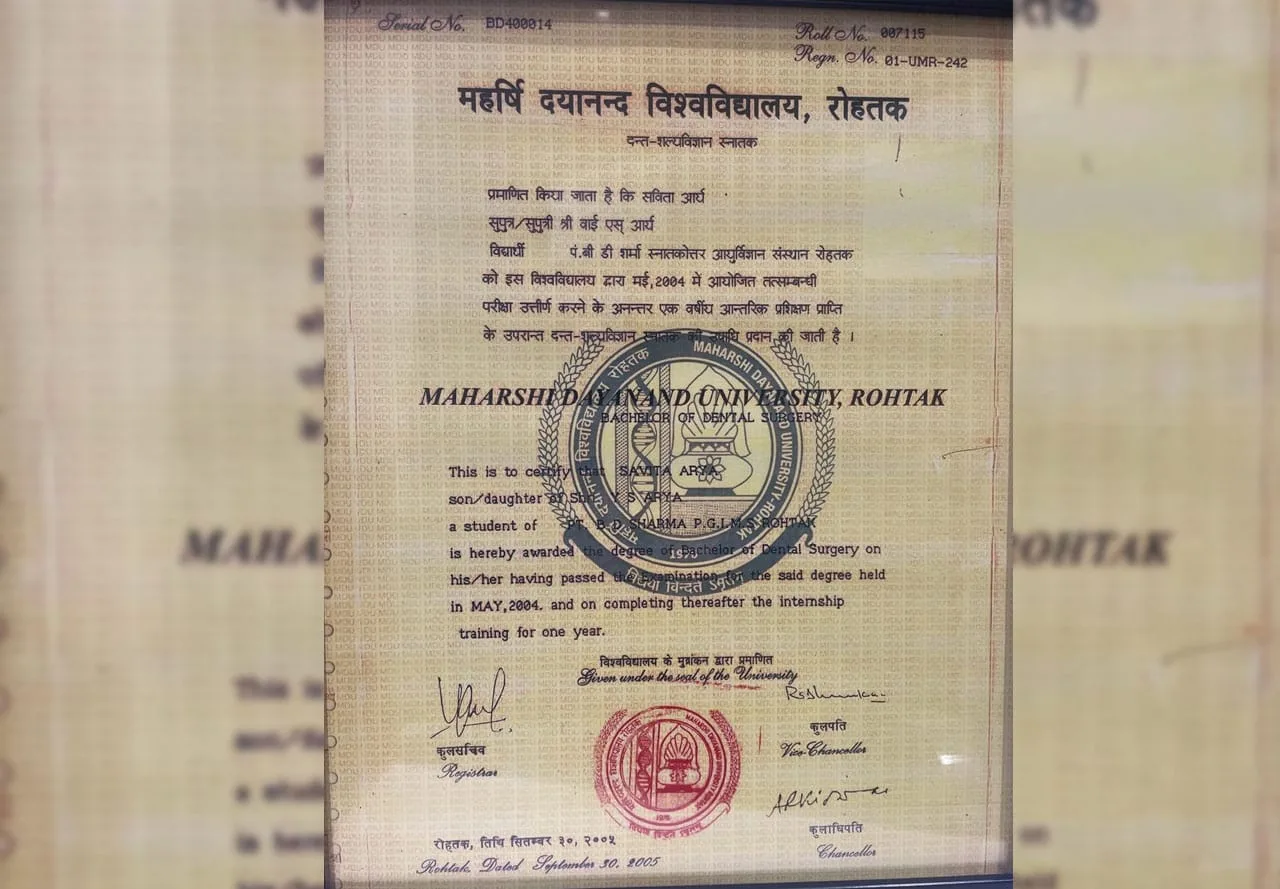 Serial No. BD400014
Roll No. 007115
Regn. No. 01-UMR-242
महर्षि दयानन्द विश्वविद्यालय, रोहतक
दन्त-शल्यविज्ञान स्नातक
प्रमाणित किया जाता है कि सविता आर्य
सुपुत्र/सुपुत्री श्री वाई एस् आर्य
विद्यार्थी पं.बी डी शर्मा स्नातकोत्तर आयुर्विज्ञान संस्थान रोहतक
को इस विश्वविद्यालय द्वारा मई,2004 में आयोजित तत्सम्बन्धी
परीक्षा उत्तीर्ण करने के अनन्तर एक वर्षीय आन्तरिक प्रशिक्षण प्राप्ति
के उपरान्त दन्त-शल्यविज्ञान स्नातक की उपाधि प्रदान की जाती है ।
MAHARSHI DAYANAND UNIVERSITY, ROHTAK
BACHELOR OF DENTAL SURGERY
This is to certify that SAVITA ARYA
son/daughter of Shri Y S ARYA
a student of PT. B.D.SHARMA P.G.I.M.S ROHTAK
is hereby awarded the degree of Bachelor of Dental Surgery on
his/her having passed the Examination for the said degree held
in MAY,2004. and on completing thereafter the internship
training for one year.
विश्वविद्यालय के मुद्रांकन द्वारा प्रमाणित
Given under the seal of the University
कुलसचिव
Registrar
कुलपति
Vice-Chancellor
कुलाधिपति
Chancellor
रोहतक, तिथि सितम्बर ३०, २००५
Rohtak, Dated September 30, 2005
MAHARSHI DAYANAND UNIVERSITY-ROHTAK